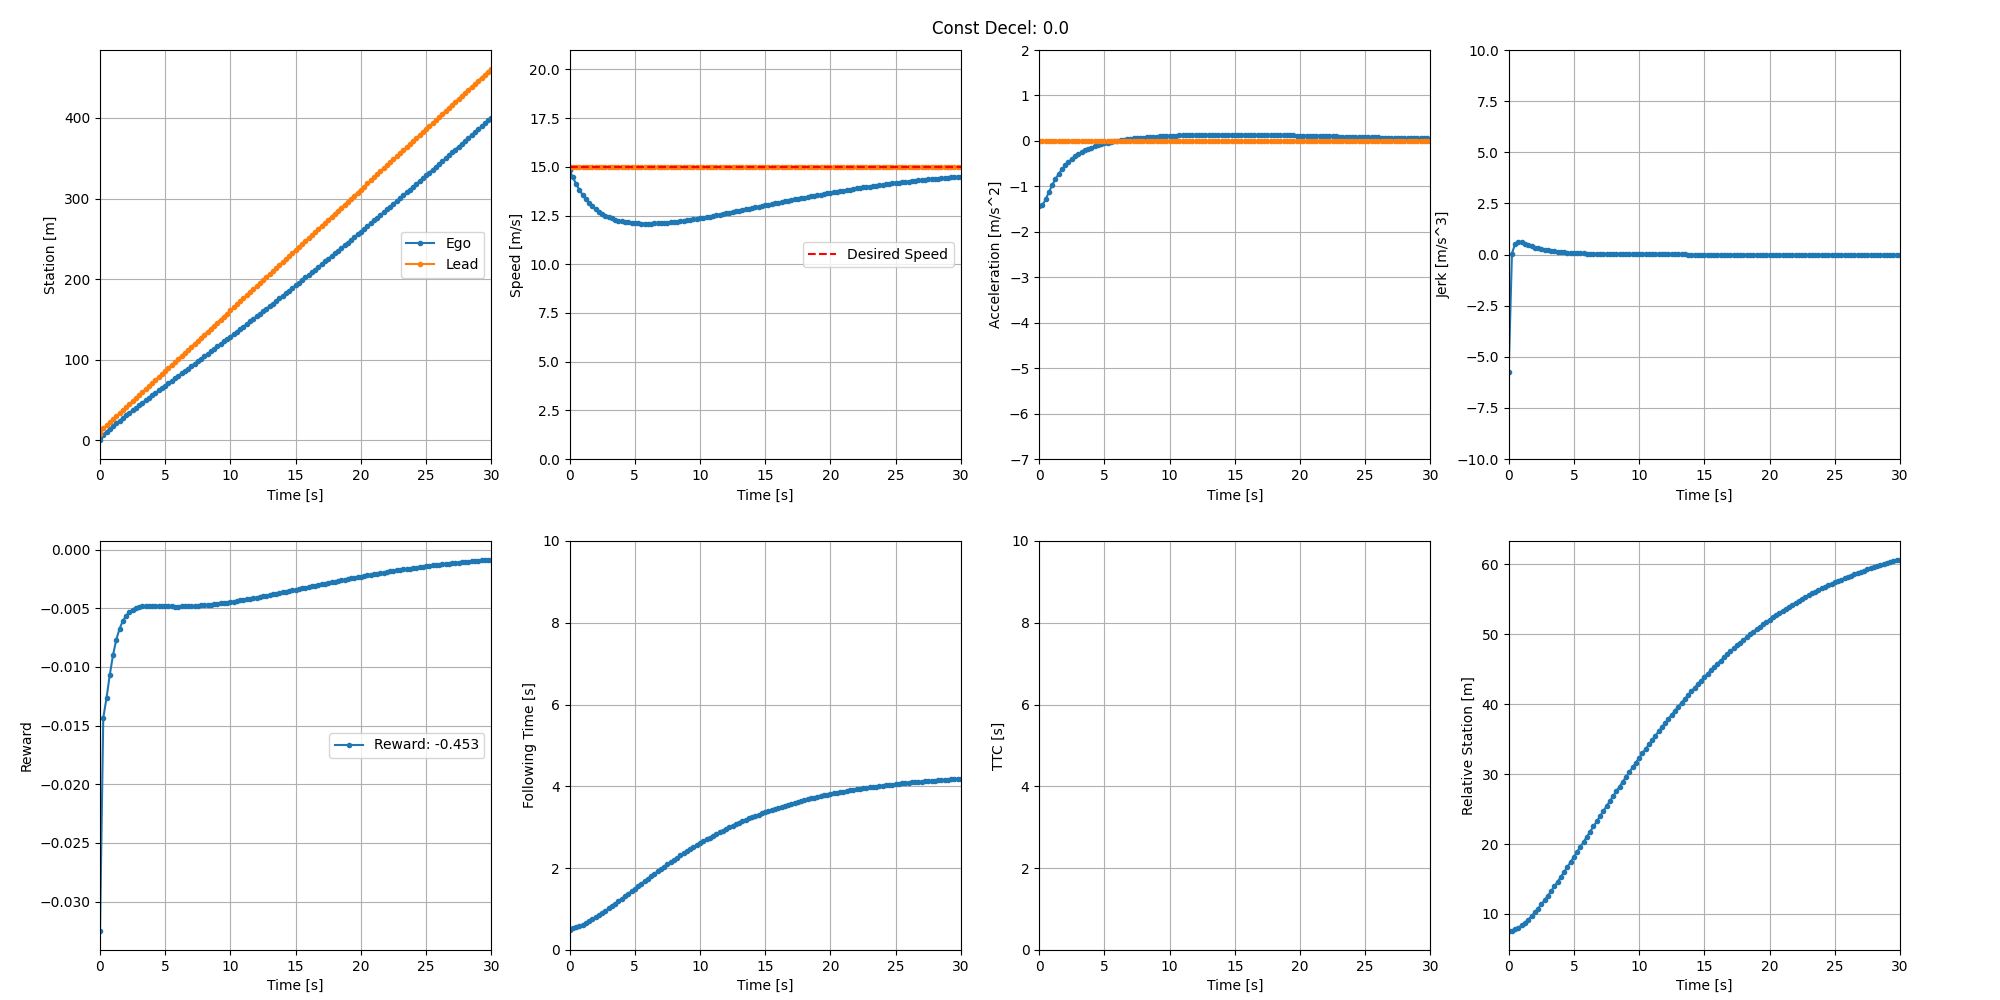 Const Decel: 0.0
Station [m]
400
300
200
100
0
Ego
Lead
0 5 10 15 20 25 30
Time [s]
Speed [m/s]
20.0
17.5
15.0
12.5
10.0
7.5
5.0
2.5
0.0
Desired Speed
0 5 10 15 20 25 30
Time [s]
Acceleration [m/s^2]
2
1
0
−1
−2
−3
−4
−5
−6
−7
0 5 10 15 20 25 30
Time [s]
Jerk [m/s^3]
10.0
7.5
5.0
2.5
0.0
−2.5
−5.0
−7.5
−10.0
0 5 10 15 20 25 30
Time [s]
Reward
0.000
−0.005
−0.010
−0.015
−0.020
−0.025
−0.030
Reward: -0.453
0 5 10 15 20 25 30
Time [s]
Following Time [s]
10
8
6
4
2
0
0 5 10 15 20 25 30
Time [s]
TTC [s]
10
8
6
4
2
0
0 5 10 15 20 25 30
Time [s]
Relative Station [m]
60
50
40
30
20
10
0 5 10 15 20 25 30
Time [s]